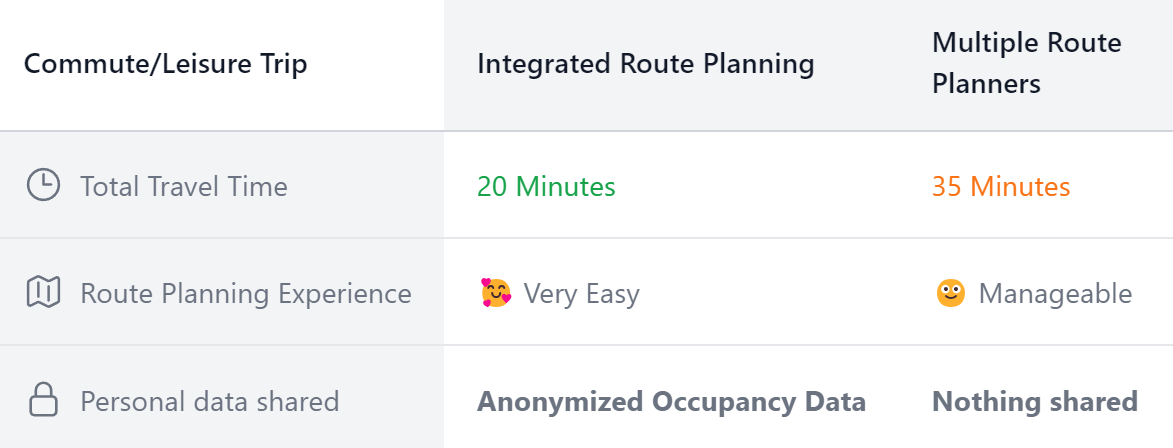 Commute/Leisure Trip
Integrated Route Planning
Multiple Route
Planners
Total Travel Time
20 Minutes
35 Minutes
Route Planning Experience
🥰 Very Easy
🙂 Manageable
Personal data shared
Anonymized Occupancy Data
Nothing shared